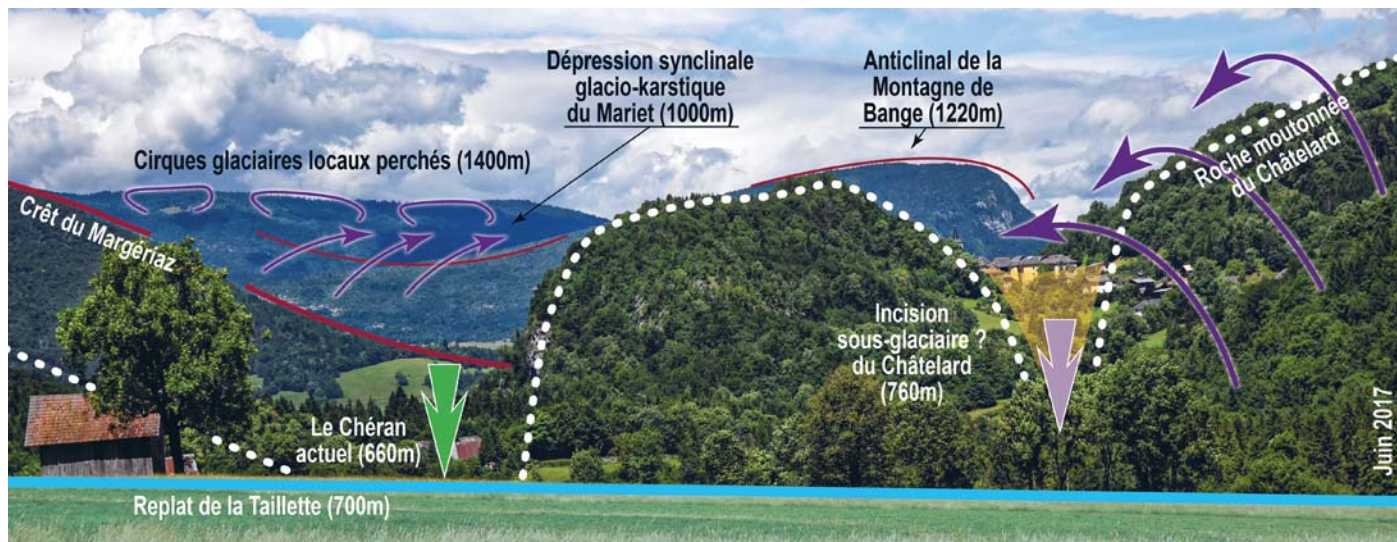 Dépression synclinale
glacio-karstique
du Mariet (1000m)
Anticlinal de la
Montagne de
Bange (1220m)
Cirques glaciaires locaux perchés (1400m)
Roche moutonnée
du Châtelard
Crêt du Margériaz
Incision
sous-glaciaire ?
du Châtelard
(760m)
Le Chéran
actuel (660m)
Replat de la Taillette (700m)
Juin 2017